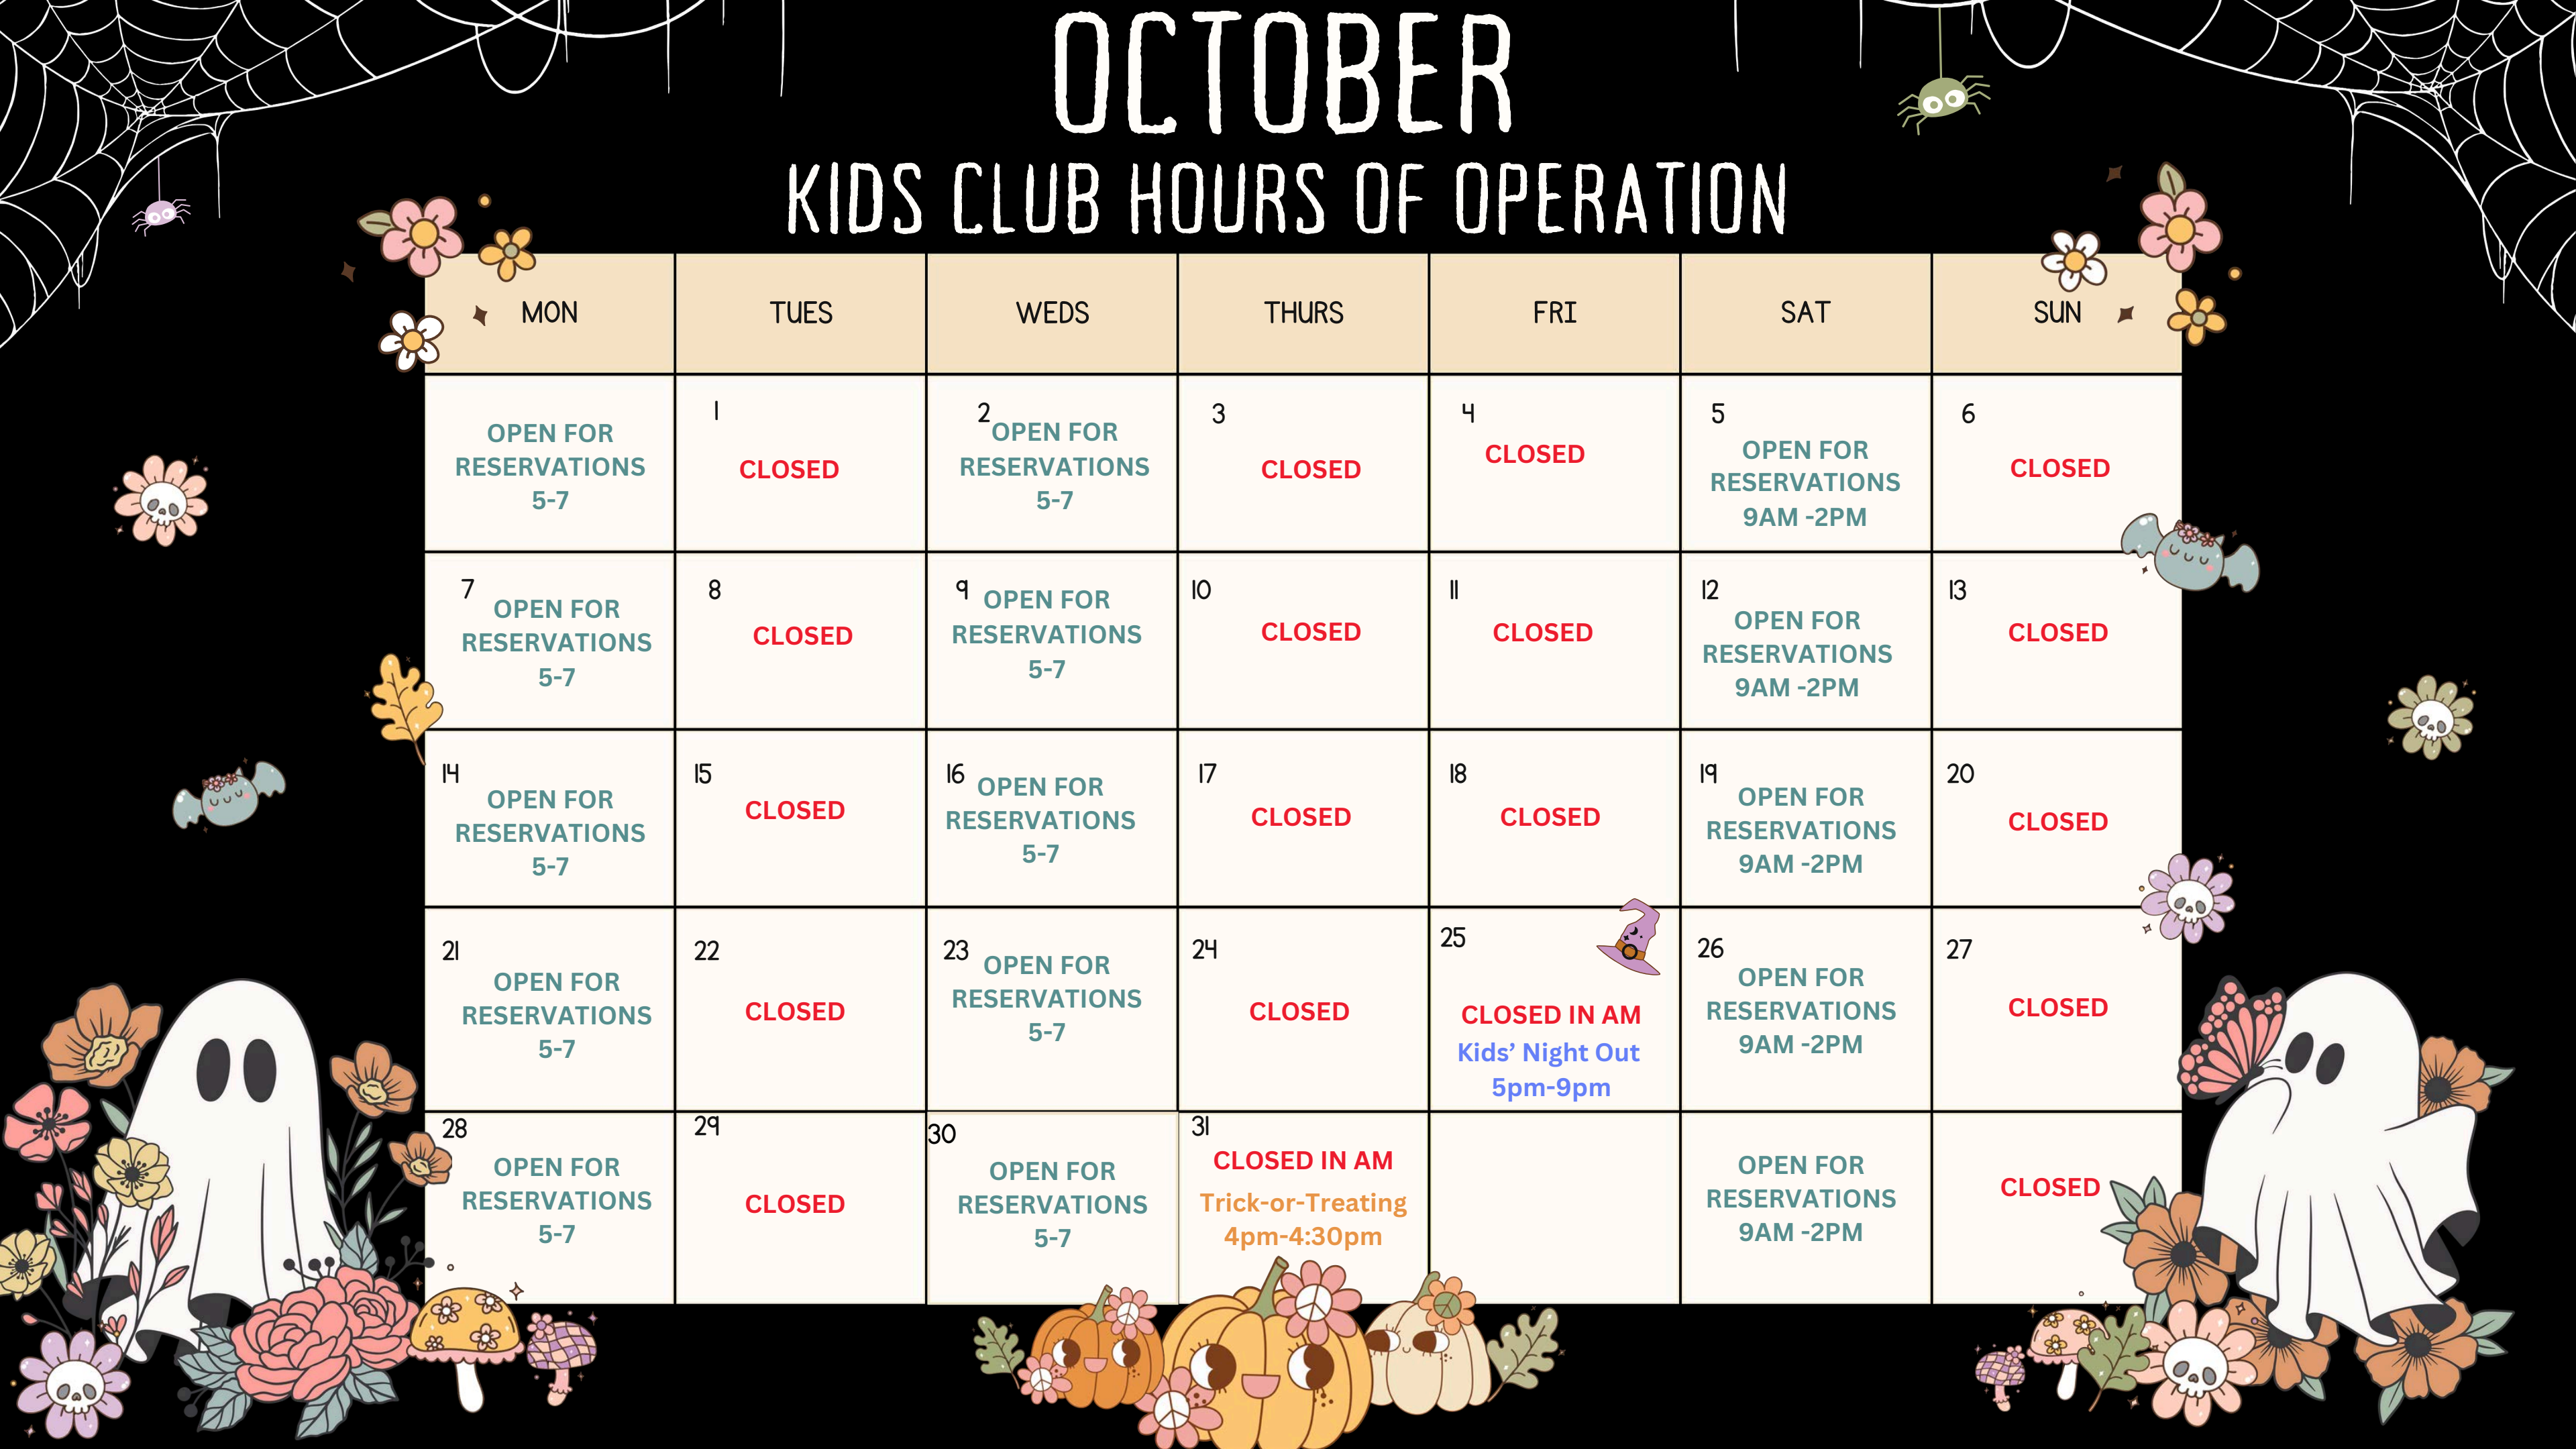 OCTOBER
KIDS CLUB HOURS OF OPERATION
MON
TUES
WEDS
THURS
FRI
SAT
SUN
OPEN FOR
RESERVATIONS
5-7
1
CLOSED
2
OPEN FOR
RESERVATIONS
5-7
3
CLOSED
4
CLOSED
5
OPEN FOR
RESERVATIONS
9AM -2PM
6
CLOSED
7
OPEN FOR
RESERVATIONS
5-7
8
CLOSED
9
OPEN FOR
RESERVATIONS
5-7
10
CLOSED
11
CLOSED
12
OPEN FOR
RESERVATIONS
9AM -2PM
13
CLOSED
14
OPEN FOR
RESERVATIONS
5-7
15
CLOSED
16
OPEN FOR
RESERVATIONS
5-7
17
CLOSED
18
CLOSED
19
OPEN FOR
RESERVATIONS
9AM -2PM
20
CLOSED
21
OPEN FOR
RESERVATIONS
5-7
22
CLOSED
23
OPEN FOR
RESERVATIONS
5-7
24
CLOSED
25
CLOSED IN AM
Kids’ Night Out
5pm-9pm
26
OPEN FOR
RESERVATIONS
9AM -2PM
27
CLOSED
28
OPEN FOR
RESERVATIONS
5-7
29
CLOSED
30
OPEN FOR
RESERVATIONS
5-7
31
CLOSED IN AM
Trick-or-Treating
4pm-4:30pm
OPEN FOR
RESERVATIONS
9AM -2PM
CLOSED